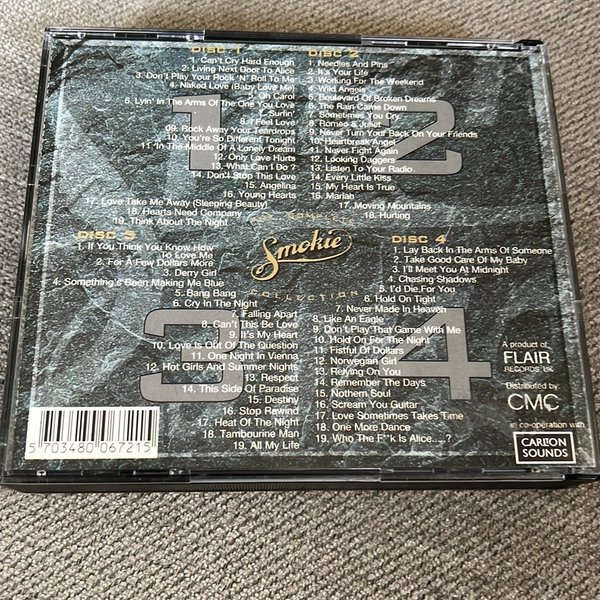 DISC 1
1. Can't Cry Hard Enough
2. Living Next Door To Alice
3. Don't Play Your Rock 'N' Roll To Me
4. Naked Love (Baby Love Me)
5. Oh Carol
6. Lyin' In The Arms Of The One You Love
7. Surfin'
8. I Feel Love
09. Rock Away Your Teardrops
10. You're So Different Tonight
11. 'In The Middle Of A Lonely Dream
12. Only Love Hurts
13. What Can I Do ?
14. Don't Stop This Love
15. Angelina
16. Young Hearts
17. Love Take Me Away (Sleeping Beauty)
18. Hearts Need Company
19. Think About The Night
DISC 2
1. Needles And Pins
2. It's Your Life
3. Working For The Weekend
4. Wild Angels
5. Boulevard Of Broken Dreams
6. The Rain Came Down
7. Sometimes You Cry
8. Romeo & Juliet
9. Never Turn Your Back On Your Friends
10. Heartbreak Angel
11. Never Fight Again
12. Looking Daggers
13. Listen To Your Radio
14. Every Little Kiss
15. My Heart Is True
16. Mariah
17. Moving Mountains
18. Hurting
1 2
Smokie
COLLECTION
DISC 3
1. If You Think You Know How
To Love Me
2. For A Few Dollars More
3. Derry Girl
4. Something's Been Making Me Blue
5. Bang Bang
6. Cry In The Night
7. Falling Apart
8. Can't This Be Love
9. It's My Heart
10. Love Is Out Of The Question
11. One Night In Vienna
12. Hot Girls And Summer Nights
13. Respect
14. This Side Of Paradise
15. Destiny
16. Stop Rewind
17. Heat Of The Night
18. Tambourine Man
19. All My Life
DISC 4
1. Lay Back In The Arms Of Someone
2. Take Good Care Of My Baby
3. I'll Meet You At Midnight
4. Chasing Shadows
5. I'd Die For You
6. Hold On Tight
7. Never Made In Heaven
8. Like An Eagle
9. Don't Play That Game With Me
10. Hold On For The Night
11. Fistful Of Dollars
12. Norwegian Girl
13. Relying On You
14. Remember The Days
15. Nothern Soul
16. Scream You Guitar
17. Love Sometimes Takes Time
18. One More Dance
19. Who The F**k Is Alice.....?
3 4
A product of
FLAIR
RECORDS, UK
Distributed by
CMC
in co-operation with
CARLTON
SOUNDS
5 703480 067215